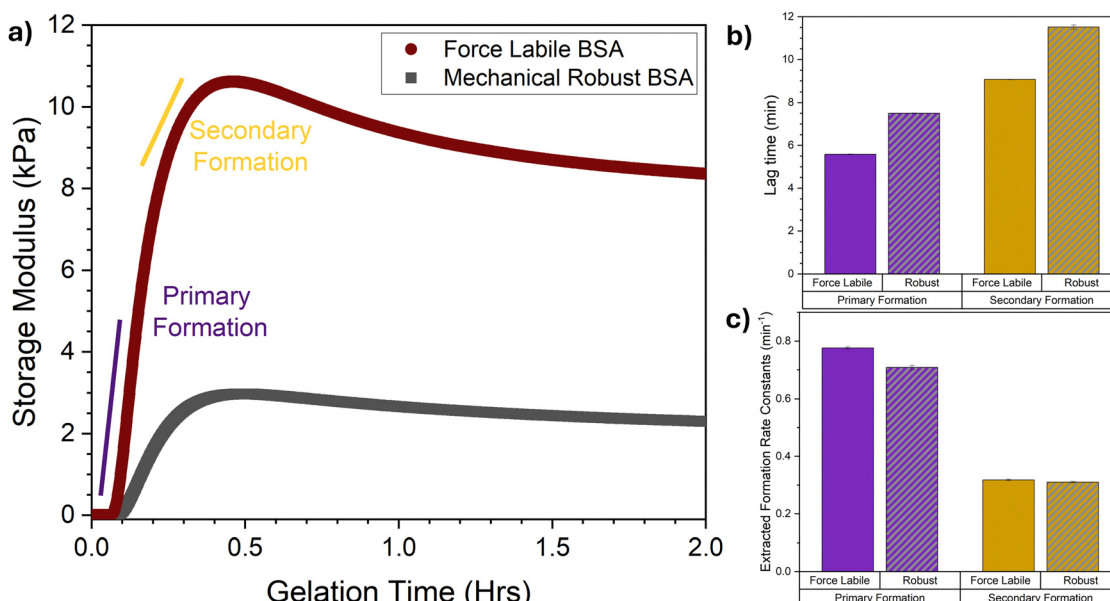 a)
Storage Modulus (kPa)
12
10
8
6
4
2
0
Force Labile BSA
Mechanical Robust BSA
Secondary
Formation
Primary
Formation
0.0 0.5 1.0 1.5 2.0
Gelation Time (Hrs)
b)
Lag time (min)
12
10
8
6
4
2
0
Force Labile Robust Force Labile Robust
Primary Formation Secondary Formation
c)
Extracted Formation Rate Constants (min⁻¹)
0.8
0.6
0.4
0.2
0.0
Force Labile Robust Force Labile Robust
Primary Formation Secondary Formation